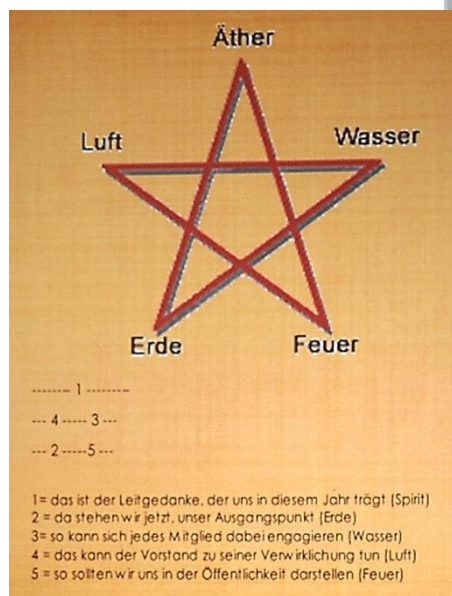 Äther
Luft Wasser
Erde Feuer
-------- 1 ---------
--- 4 ----- 3 ---
--- 2 -----5 ---
1= das ist der Leitgedanke, der uns in diesem Jahr trägt (Spirit)
2 = da stehen wir jetzt, unser Ausgangspunkt (Erde)
3= so kann sich jedes Mitglied dabei engagieren (Wasser)
4 = das kann der Vorstand zu seiner Verwirklichung tun (Luft)
5 = so sollten wir uns in der Öffentlichkeit darstellen (Feuer)